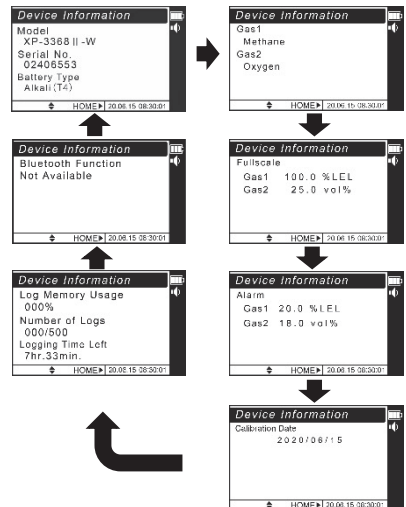 Device Information
Model
XP-3368Ⅱ-W
Serial No.
02406553
Battery Type
Alkali(T4)
HOME▶ 20.06.15 08:30:01
Device Information
Gas1
Methane
Gas2
Oxygen
HOME▶ 20.06.15 08:30:01
Device Information
Fullscale
Gas1 100.0 %LEL
Gas2 25.0 vol%
HOME▶ 20.06.15 08:30:01
Device Information
Alarm
Gas1 20.0 %LEL
Gas2 18.0 vol%
HOME▶ 20.06.15 08:30:01
Device Information
Calibration Date
2020/06/15
HOME▶ 20.06.15 08:30:01
Device Information
Log Memory Usage
000%
Number of Logs
000/500
Logging Time Left
7hr.33min.
HOME▶ 20.06.15 08:30:01
Device Information
Bluetooth Function
Not Available
HOME▶ 20.06.15 08:30:01